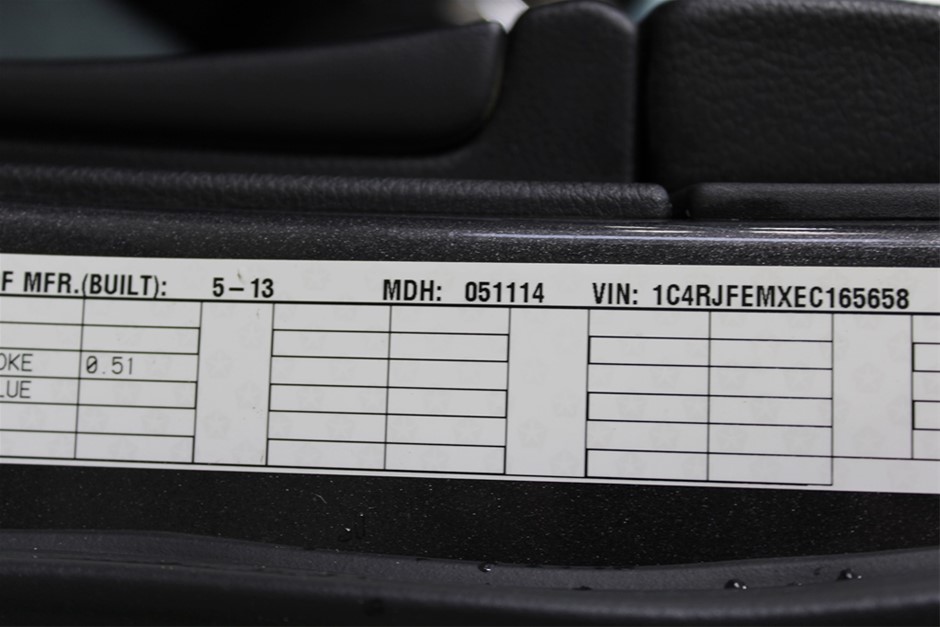 F MFR.(BUILT): 5-13 MDH: 051114 VIN: 1C4RJFEMXEC165658
OKE 0.51
LUE